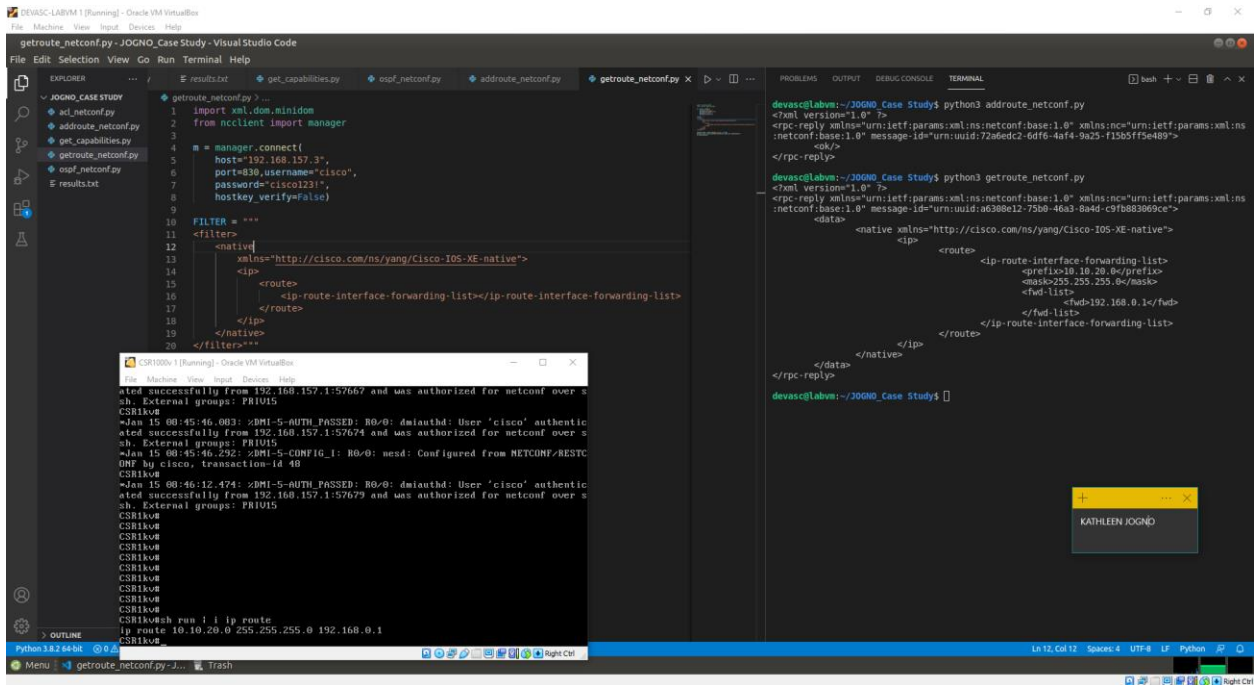 DEVASC-LABVM 1 [Running] - Oracle VM VirtualBox
File Machine View Input Devices Help
getroute_netconf.py - JOGNO_Case Study - Visual Studio Code
File Edit Selection View Go Run Terminal Help
EXPLORER
JOGNO_CASE STUDY
acl_netconf.py
addroute_netconf.py
get_capabilities.py
getroute_netconf.py
ospf_netconf.py
results.txt
OUTLINE
results.txt get_capabilities.py ospf_netconf.py addroute_netconf.py getroute_netconf.py
getroute_netconf.py > ...
1 import xml.dom.minidom
2 from ncclient import manager
3
4 m = manager.connect(
5 host="192.168.157.3",
6 port=830,username="cisco",
7 password="cisco123!",
8 hostkey_verify=False)
9
10 FILTER = """
11 <filter>
12 <native
13 xmlns="http://cisco.com/ns/yang/Cisco-IOS-XE-native">
14 <ip>
15 <route>
16 <ip-route-interface-forwarding-list></ip-route-interface-forwarding-list>
17 </route>
18 </ip>
19 </native>
20 </filter>"""
PROBLEMS OUTPUT DEBUG CONSOLE TERMINAL bash
devasc@labvm:~/JOGNO_Case Study$ python3 addroute_netconf.py
<?xml version="1.0" ?>
<rpc-reply xmlns="urn:ietf:params:xml:ns:netconf:base:1.0" xmlns:nc="urn:ietf:params:xml:ns
:netconf:base:1.0" message-id="urn:uuid:72a6edc2-6df6-4af4-9a25-f15b5ff5e489">
<ok/>
</rpc-reply>
devasc@labvm:~/JOGNO_Case Study$ python3 getroute_netconf.py
<?xml version="1.0" ?>
<rpc-reply xmlns="urn:ietf:params:xml:ns:netconf:base:1.0" xmlns:nc="urn:ietf:params:xml:ns
:netconf:base:1.0" message-id="urn:uuid:a6308e12-75b0-46a3-8a4d-c9fb883069ce">
<data>
<native xmlns="http://cisco.com/ns/yang/Cisco-IOS-XE-native">
<ip>
<route>
<ip-route-interface-forwarding-list>
<prefix>10.10.20.0</prefix>
<mask>255.255.255.0</mask>
<fwd-list>
<fwd>192.168.0.1</fwd>
</fwd-list>
</ip-route-interface-forwarding-list>
</route>
</ip>
</native>
</data>
</rpc-reply>
devasc@labvm:~/JOGNO_Case Study$
CSR1000v 1 [Running] - Oracle VM VirtualBox
File Machine View Input Devices Help
ated successfully from 192.168.157.1:57667 and was authorized for netconf over s
sh. External groups: PRIV15
CSR1kv#
*Jan 15 08:45:46.083: %DMI-5-AUTH_PASSED: R0/0: dmiauthd: User 'cisco' authentic
ated successfully from 192.168.157.1:57674 and was authorized for netconf over s
sh. External groups: PRIV15
*Jan 15 08:45:46.292: %DMI-5-CONFIG_I: R0/0: nesd: Configured from NETCONF/RESTC
ONF by cisco, transaction-id 48
CSR1kv#
*Jan 15 08:46:12.474: %DMI-5-AUTH_PASSED: R0/0: dmiauthd: User 'cisco' authentic
ated successfully from 192.168.157.1:57679 and was authorized for netconf over s
sh. External groups: PRIV15
CSR1kv#
CSR1kv#
CSR1kv#
CSR1kv#
CSR1kv#
CSR1kv#
CSR1kv#
CSR1kv#
CSR1kv#
CSR1kv#sh run | i ip route
ip route 10.10.20.0 255.255.255.0 192.168.0.1
CSR1kv#_
Right Ctrl
KATHLEEN JOGNO
Python 3.8.2 64-bit 0 Ln 12, Col 12 Spaces: 4 UTF-8 LF Python
Menu getroute_netconf.py - J... Trash
Right Ctrl